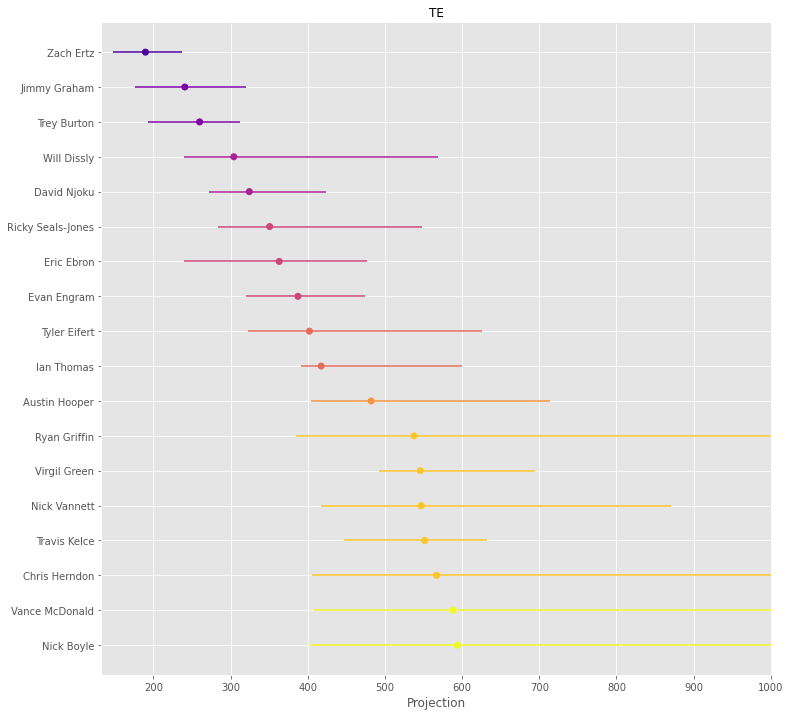 TE
Zach Ertz
Jimmy Graham
Trey Burton
Will Dissly
David Njoku
Ricky Seals-Jones
Eric Ebron
Evan Engram
Tyler Eifert
Ian Thomas
Austin Hooper
Ryan Griffin
Virgil Green
Nick Vannett
Travis Kelce
Chris Herndon
Vance McDonald
Nick Boyle
200 300 400 500 600 700 800 900 1000
Projection